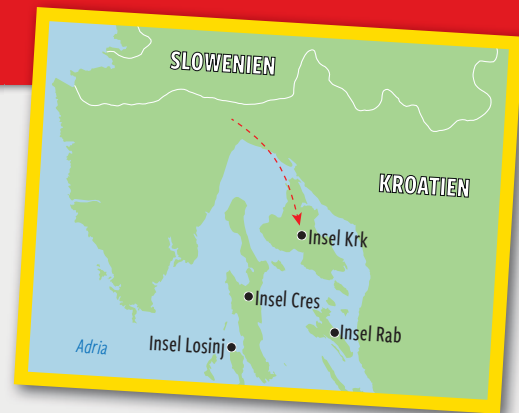 SLOWENIEN
KROATIEN
Insel Krk
Insel Cres
Insel Rab
Insel Losinj
Adria